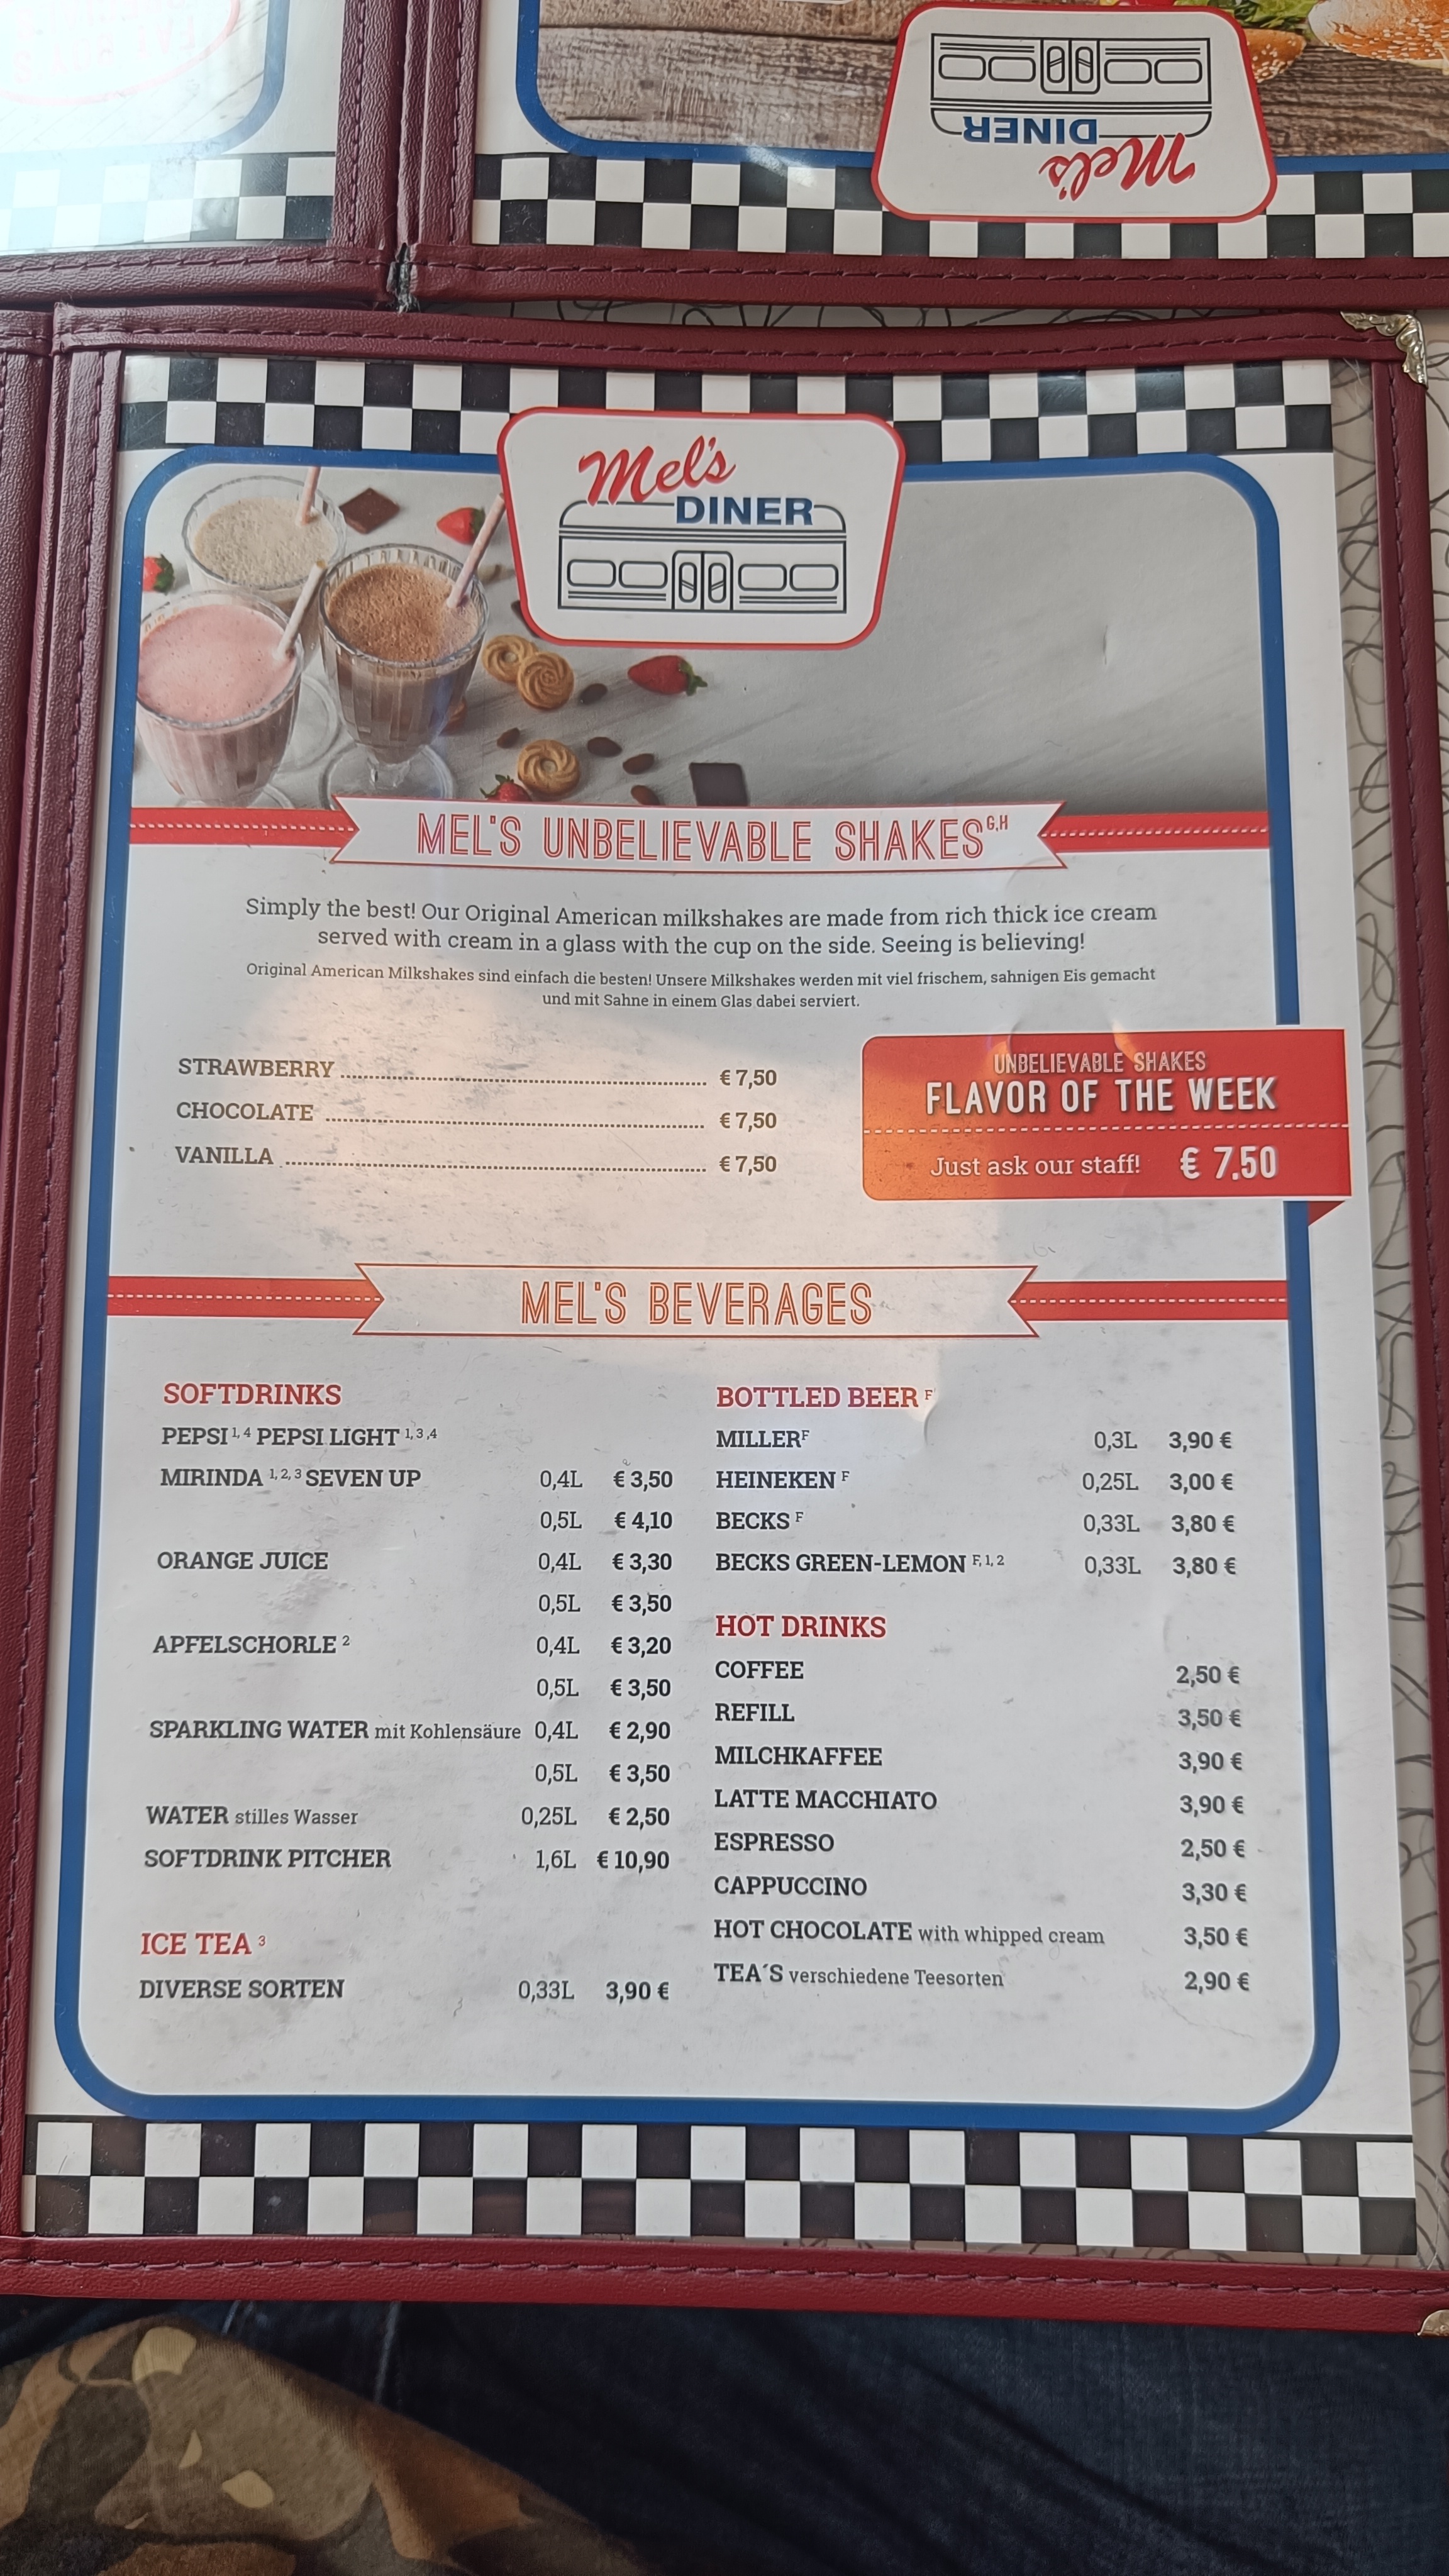 Mel's
DINER
Mel's
DINER
MEL'S UNBELIEVABLE SHAKES G,H
Simply the best! Our Original American milkshakes are made from rich thick ice cream
served with cream in a glass with the cup on the side. Seeing is believing!
Original American Milkshakes sind einfach die besten! Unsere Milkshakes werden mit viel frischem, sahnigen Eis gemacht
und mit Sahne in einem Glas dabei serviert.
STRAWBERRY € 7,50
CHOCOLATE € 7,50
VANILLA € 7,50
UNBELIEVABLE SHAKES
FLAVOR OF THE WEEK
Just ask our staff! € 7.50
MEL'S BEVERAGES
SOFTDRINKS
PEPSI 1, 4 PEPSI LIGHT 1, 3 ,4
MIRINDA 1, 2, 3 SEVEN UP 0,4L € 3,50
0,5L € 4,10
ORANGE JUICE 0,4L € 3,30
0,5L € 3,50
APFELSCHORLE 2 0,4L € 3,20
0,5L € 3,50
SPARKLING WATER mit Kohlensäure 0,4L € 2,90
0,5L € 3,50
WATER stilles Wasser 0,25L € 2,50
SOFTDRINK PITCHER 1,6L € 10,90
ICE TEA 3
DIVERSE SORTEN 0,33L 3,90 €
BOTTLED BEER F
MILLER F 0,3L 3,90 €
HEINEKEN F 0,25L 3,00 €
BECKS F 0,33L 3,80 €
BECKS GREEN-LEMON F, 1, 2 0,33L 3,80 €
HOT DRINKS
COFFEE 2,50 €
REFILL 3,50 €
MILCHKAFFEE 3,90 €
LATTE MACCHIATO 3,90 €
ESPRESSO 2,50 €
CAPPUCCINO 3,30 €
HOT CHOCOLATE with whipped cream 3,50 €
TEA´S verschiedene Teesorten 2,90 €